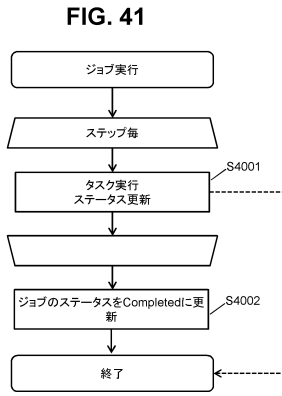 FIG. 41
ジョブ実行
ステップ毎
S4001
タスク実行
ステータス更新
S4002
ジョブのステータスをCompletedに更
新
終了